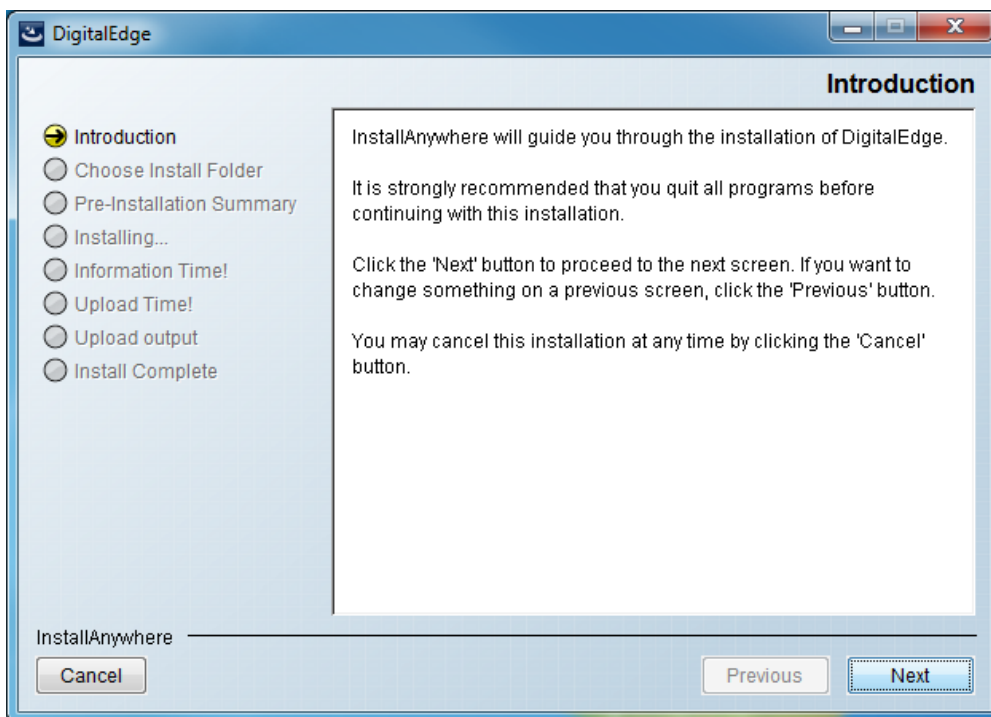 DigitalEdge
Introduction
Introduction
Choose Install Folder
Pre-Installation Summary
Installing...
Information Time!
Upload Time!
Upload output
Install Complete
InstallAnywhere will guide you through the installation of DigitalEdge.
It is strongly recommended that you quit all programs before
continuing with this installation.
Click the 'Next' button to proceed to the next screen. If you want to
change something on a previous screen, click the 'Previous' button.
You may cancel this installation at any time by clicking the 'Cancel'
button.
InstallAnywhere
Cancel
Previous
Next